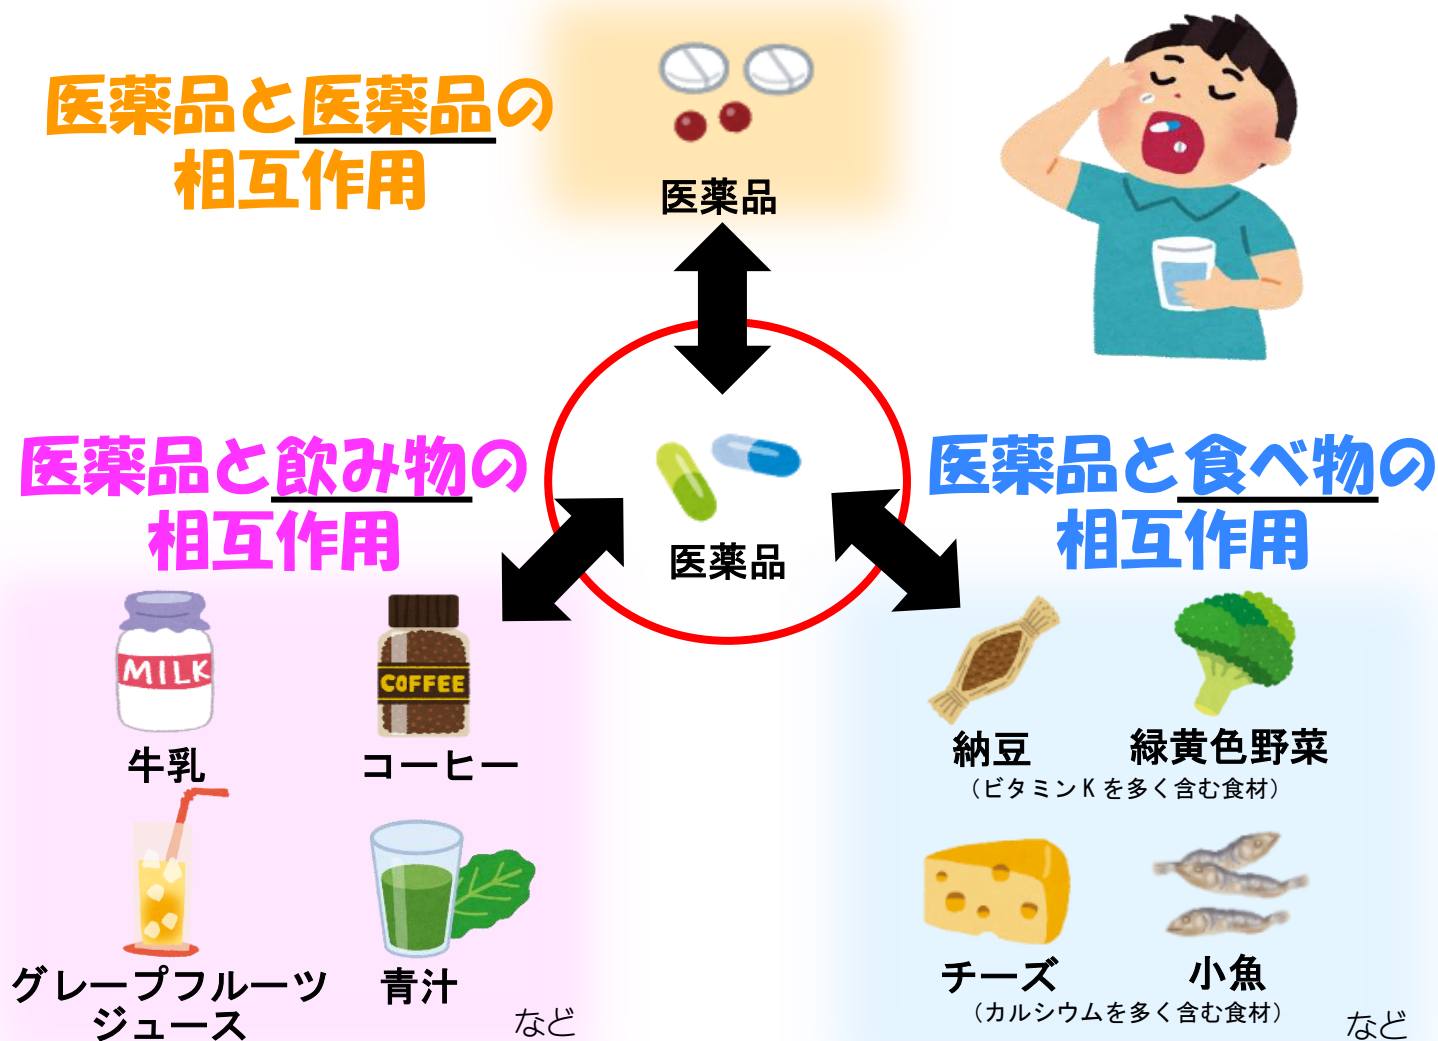 医薬品と医薬品の
相互作用
医薬品
医薬品と飲み物の
相互作用
医薬品
医薬品と食べ物の
相互作用
MILK
牛乳
COFFEE
コーヒー
グレープフルーツ
ジュース
青汁
など
納豆
緑黄色野菜
（ビタミンKを多く含む食材）
チーズ
小魚
（カルシウムを多く含む食材）
など